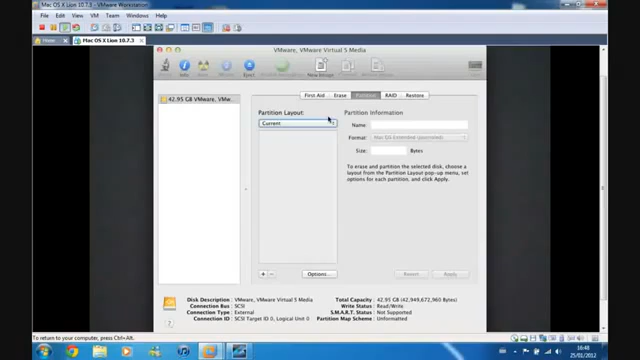 Mac OS X Lion 10.7.3 - VMware Workstation
File Edit View VM Team Windows Help
Home
Mac OS X Lion 10.7.3
VMware, VMware Virtual S Media
Info
Eject
New Image
42.95 GB VMware, VMw...
First Aid Erase Partition RAID Restore
Partition Layout:
Current
Partition Information
Name:
Format: Mac OS Extended (Journaled)
Size: Bytes
To erase and partition the selected disk, choose a
layout from the Partition Layout pop-up menu, set
options for each partition, and click Apply.
+ −
Options...
Revert Apply
Disk Description : VMware, VMware Virtual S Media
Connection Bus : SCSI
Connection Type : External
Connection ID : SCSI Target ID 0, Logical Unit 0
Total Capacity : 42.95 GB (42,949,672,960 Bytes)
Write Status : Read/Write
S.M.A.R.T. Status : Not Supported
Partition Map Scheme : Unformatted
?
To return to your computer, press Ctrl+Alt.
16:48
25/01/2012